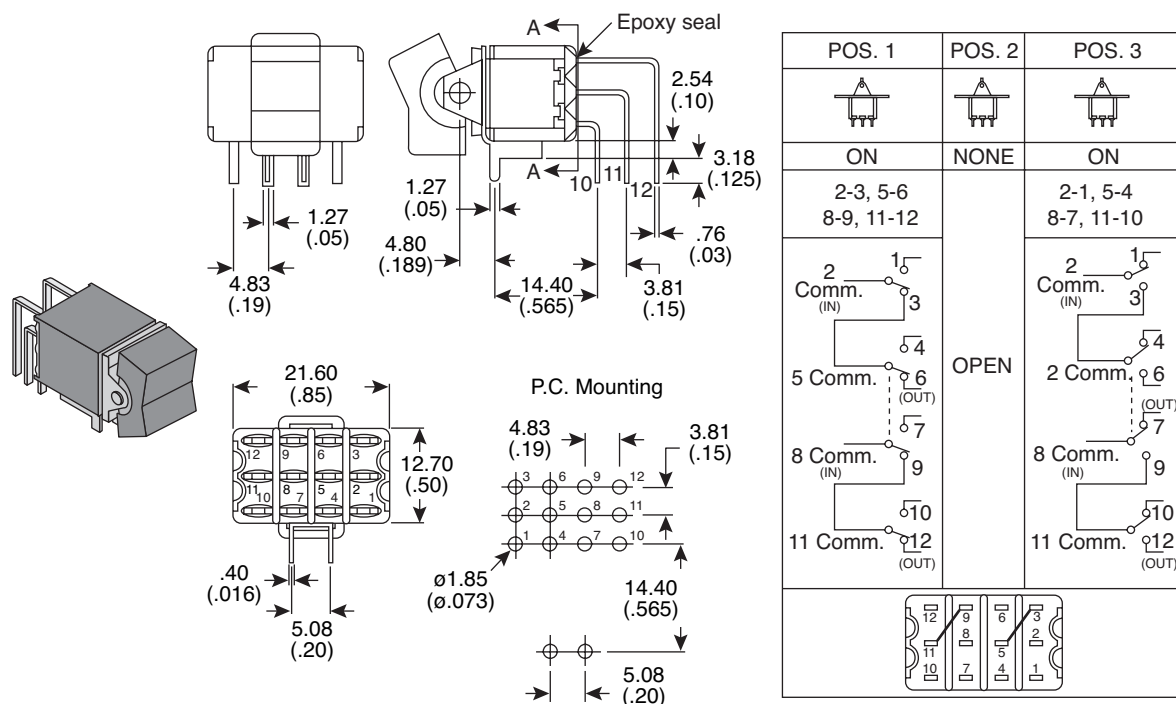 A
Epoxy seal
2.54
(.10)
3.18
(.125)
A
10
11
12
1.27
(.05)
1.27
(.05)
.76
(.03)
4.80
(.189)
4.83
(.19)
14.40
(.565)
3.81
(.15)
21.60
(.85)
12 9 6 3
11 8 5 2
10 7 4 1
12.70
(.50)
.40
(.016)
5.08
(.20)
P.C. Mounting
4.83
(.19)
3.81
(.15)
3 6 9 12
2 5 8 11
1 4 7 10
ø1.85
(ø.073)
14.40
(.565)
5.08
(.20)
POS. 1 POS. 2 POS. 3
ON NONE ON
2-3, 5-6
8-9, 11-12
2-1, 5-4
8-7, 11-10
OPEN
1
2
Comm.
(IN)
3
4
5 Comm.
6
(OUT)
7
8 Comm.
(IN)
9
10
11 Comm.
12
(OUT)
1
2
Comm.
(IN)
3
4
2 Comm.
6
(OUT)
7
8 Comm.
(IN)
9
10
11 Comm.
12
(OUT)
12 9 6 3
11 8 5 2
10 7 4 1